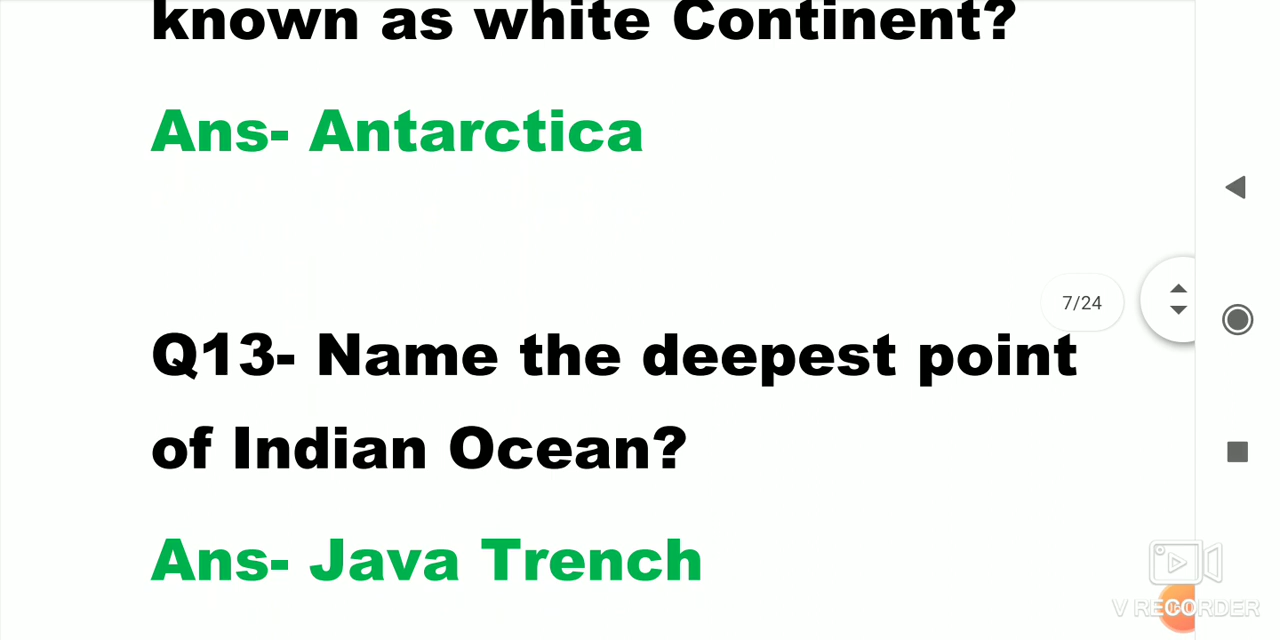 known as white Continent?
Ans- Antarctica
7/24
Q13- Name the deepest point
of Indian Ocean?
Ans- Java Trench
V RECORDER